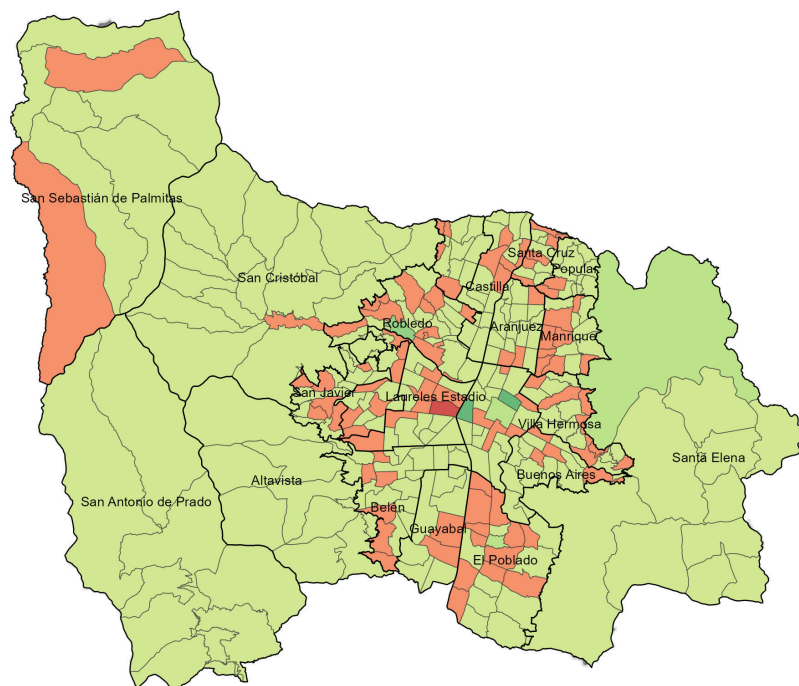 San Sebastián de Palmitas
Santa Cruz
Popular
San Cristóbal
Castilla
Robledo
Aranjuez
Manrique
San Javier
Laureles Estadio
Villa Hermosa
Santa Elena
Altavista
Buenos Aires
San Antonio de Prado
Belén
Guayabal
El Poblado